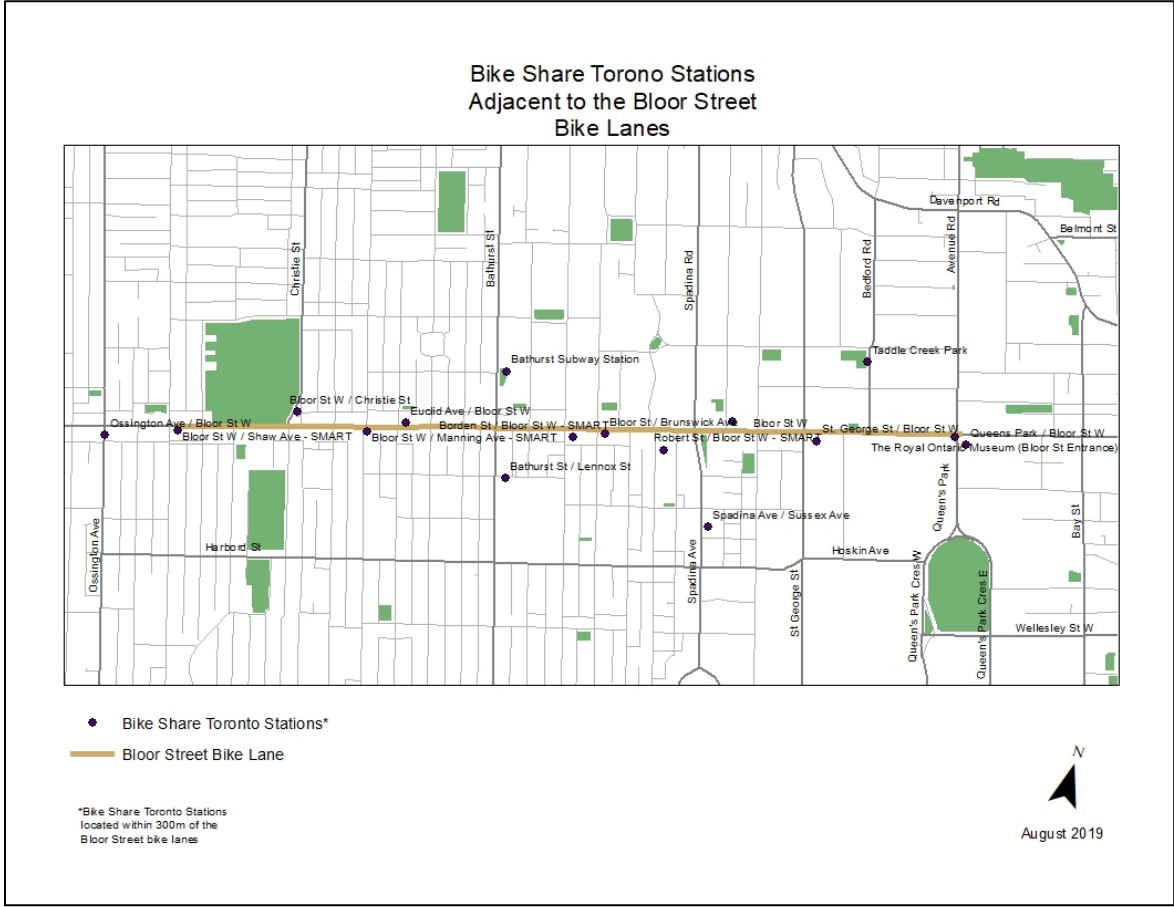 Bike Share Torono Stations
Adjacent to the Bloor Street
Bike Lanes
Davenport Rd
Belmont St
Christie St
Bathurst St
Spadina Rd
Bedford Rd
Avenue Rd
Taddle Creek Park
Bathurst Subway Station
Bloor St W / Christie St
Euclid Ave / Bloor St W
Ossington Ave / Bloor St W
Borden St / Bloor St W - SMART
Bloor St / Brunswick Ave
Bloor St W
St. George St / Bloor St W
Queens Park / Bloor St W
Bloor St W / Shaw Ave - SMART
Bloor St W / Manning Ave - SMART
Robert St / Bloor St W - SMART
The Royal Ontario Museum (Bloor St Entrance)
Bathurst St / Lennox St
Spadina Ave / Sussex Ave
Queen's Park
Bay St
Ossington Ave
Harbord St
Hoskin Ave
Spadina Ave
St George St
Queen's Park Cres W
Queen's Park Cres E
Wellesley St W
Bike Share Toronto Stations*
Bloor Street Bike Lane
*Bike Share Toronto Stations
located within 300m of the
Bloor Street bike lanes
N
August 2019